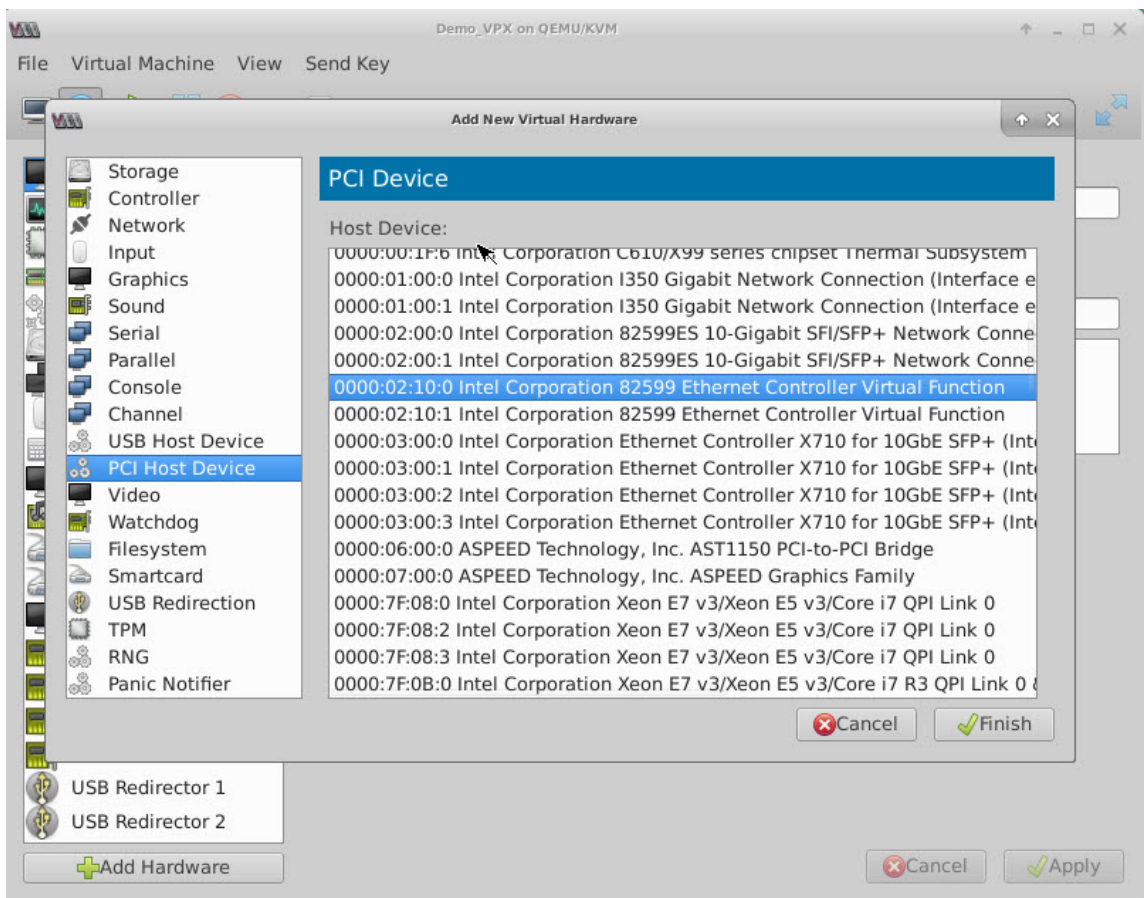 Demo_VPX on QEMU/KVM
File Virtual Machine View Send Key
Add New Virtual Hardware
Storage
Controller
Network
Input
Graphics
Sound
Serial
Parallel
Console
Channel
USB Host Device
PCI Host Device
Video
Watchdog
Filesystem
Smartcard
USB Redirection
TPM
RNG
Panic Notifier
PCI Device
Host Device:
0000:00:1F:6 Intel Corporation C610/X99 series chipset Thermal Subsystem
0000:01:00:0 Intel Corporation I350 Gigabit Network Connection (Interface e
0000:01:00:1 Intel Corporation I350 Gigabit Network Connection (Interface e
0000:02:00:0 Intel Corporation 82599ES 10-Gigabit SFI/SFP+ Network Conne
0000:02:00:1 Intel Corporation 82599ES 10-Gigabit SFI/SFP+ Network Conne
0000:02:10:0 Intel Corporation 82599 Ethernet Controller Virtual Function
0000:02:10:1 Intel Corporation 82599 Ethernet Controller Virtual Function
0000:03:00:0 Intel Corporation Ethernet Controller X710 for 10GbE SFP+ (Int
0000:03:00:1 Intel Corporation Ethernet Controller X710 for 10GbE SFP+ (Int
0000:03:00:2 Intel Corporation Ethernet Controller X710 for 10GbE SFP+ (Int
0000:03:00:3 Intel Corporation Ethernet Controller X710 for 10GbE SFP+ (Int
0000:06:00:0 ASPEED Technology, Inc. AST1150 PCI-to-PCI Bridge
0000:07:00:0 ASPEED Technology, Inc. ASPEED Graphics Family
0000:7F:08:0 Intel Corporation Xeon E7 v3/Xeon E5 v3/Core i7 QPI Link 0
0000:7F:08:2 Intel Corporation Xeon E7 v3/Xeon E5 v3/Core i7 QPI Link 0
0000:7F:08:3 Intel Corporation Xeon E7 v3/Xeon E5 v3/Core i7 QPI Link 0
0000:7F:0B:0 Intel Corporation Xeon E7 v3/Xeon E5 v3/Core i7 R3 QPI Link 0
Cancel Finish
USB Redirector 1
USB Redirector 2
Add Hardware
Cancel Apply